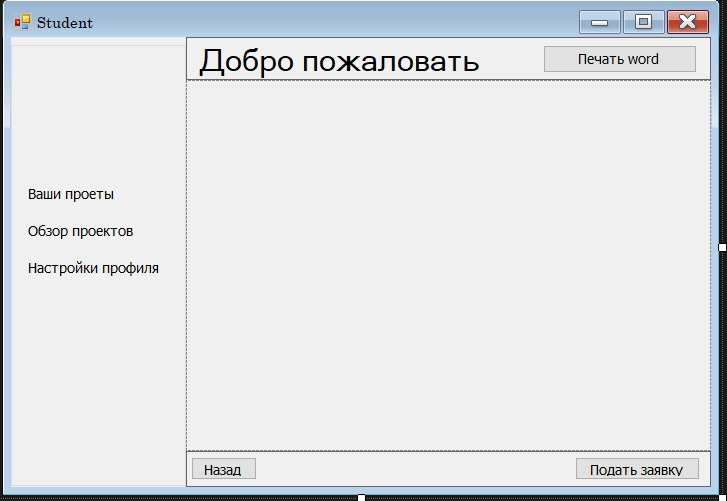 Student
Добро пожаловать
Печать word
Ваши проеты
Обзор проектов
Настройки профиля
Назад
Подать заявку